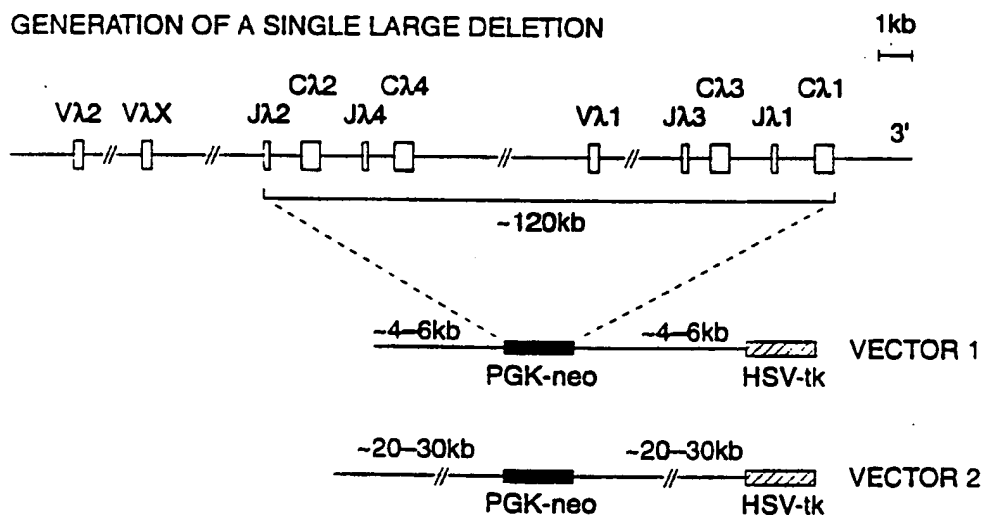 GENERATION OF A SINGLE LARGE DELETION
1kb
Vλ2 VλX Jλ2 Cλ2 Jλ4 Cλ4 Vλ1 Jλ3 Cλ3 Jλ1 Cλ1 3'
~120kb
~4–6kb ~4–6kb
VECTOR 1
PGK-neo HSV-tk
~20–30kb ~20–30kb
VECTOR 2
PGK-neo HSV-tk